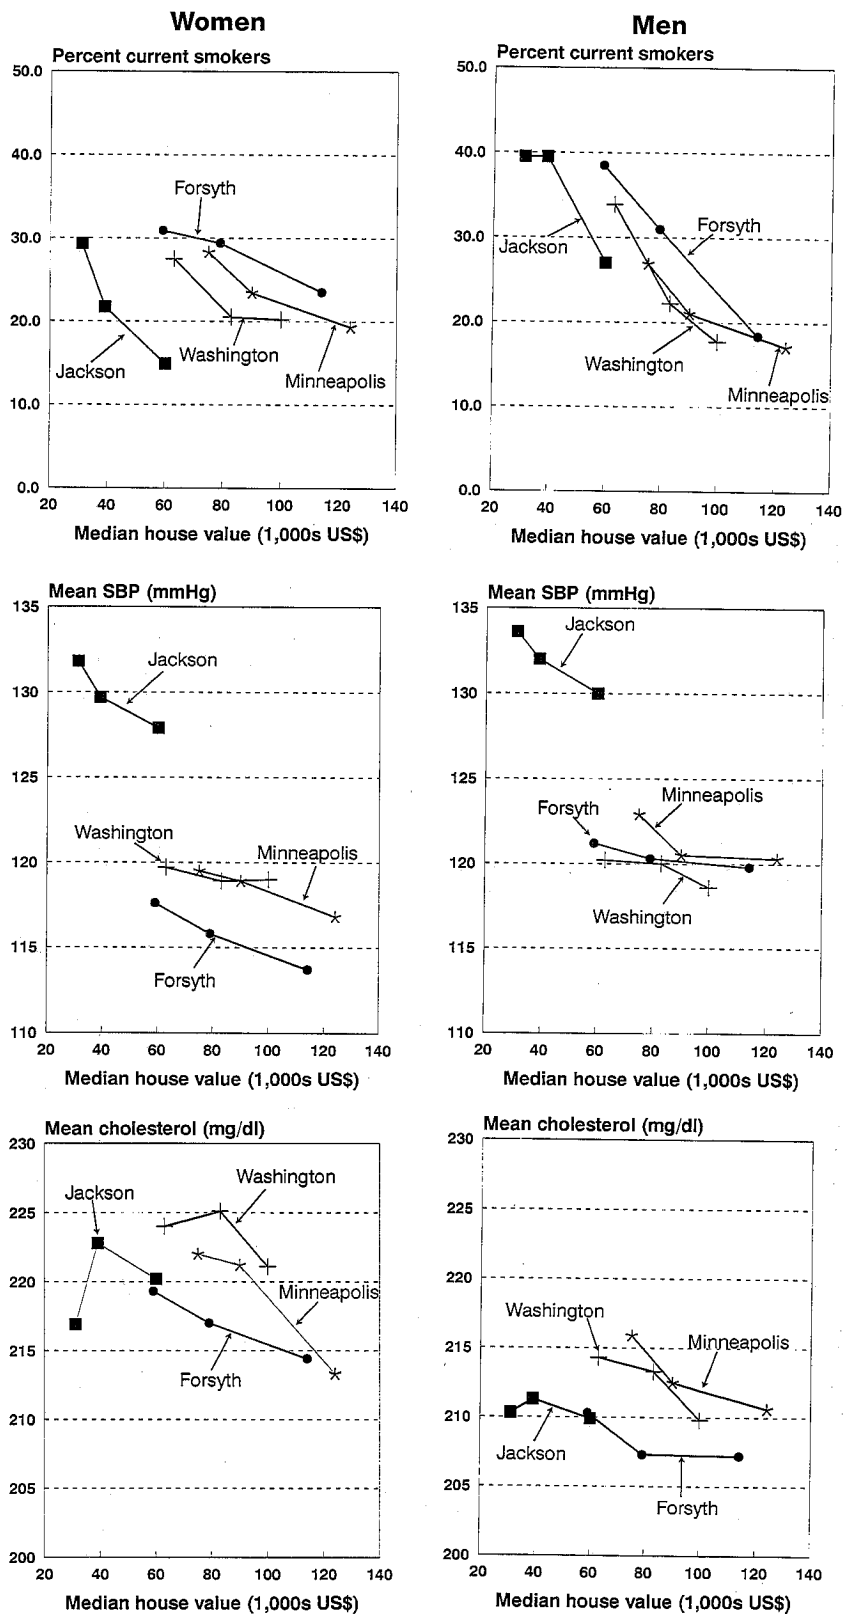 Women
Men
Percent current smokers
50.0
40.0
30.0
20.0
10.0
0.0
Forsyth
Jackson
Washington
Minneapolis
20 40 60 80 100 120 140
Median house value (1,000s US$)
Percent current smokers
50.0
40.0
30.0
20.0
10.0
0.0
Jackson
Forsyth
Washington
Minneapolis
20 40 60 80 100 120 140
Median house value (1,000s US$)
Mean SBP (mmHg)
135
130
125
120
115
110
Jackson
Washington
Minneapolis
Forsyth
20 40 60 80 100 120 140
Median house value (1,000s US$)
Mean SBP (mmHg)
135
130
125
120
115
110
Jackson
Minneapolis
Forsyth
Washington
20 40 60 80 100 120 140
Median house value (1,000s US$)
Mean cholesterol (mg/dl)
230
225
220
215
210
205
200
Washington
Jackson
Minneapolis
Forsyth
20 40 60 80 100 120 140
Median house value (1,000s US$)
Mean cholesterol (mg/dl)
230
225
220
215
210
205
200
Washington
Minneapolis
Jackson
Forsyth
20 40 60 80 100 120 140
Median house value (1,000s US$)